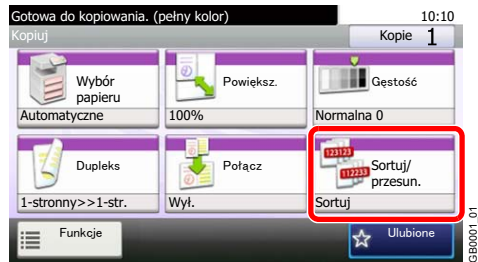 Gotowa do kopiowania. (pełny kolor)
10:10
Kopiuj
Kopie 1
Wybór
papieru
Automatyczne
Powiększ.
100%
Gęstość
Normalna 0
Dupleks
1-stronny>>1-str.
Połącz
Wył.
123123
112233
Sortuj/
przesun.
Sortuj
Funkcje
Ulubione
GB0001_01